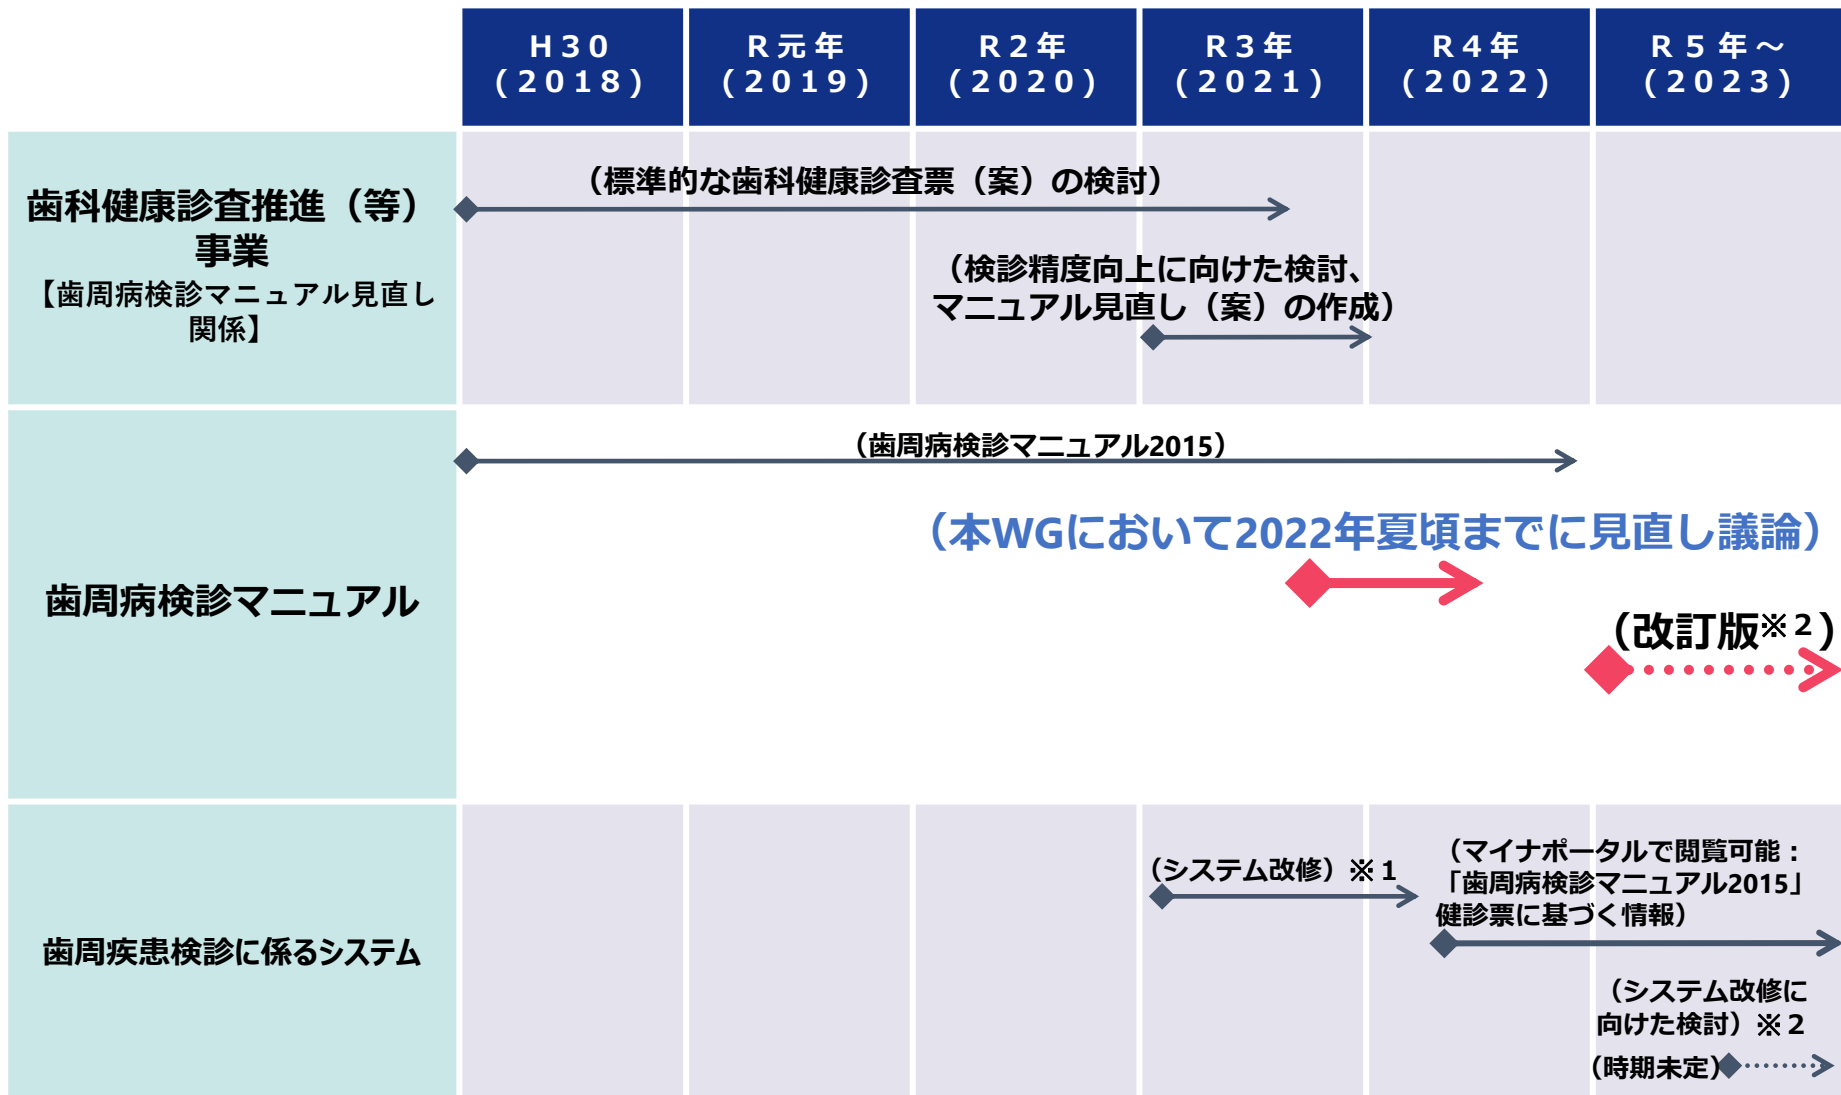 H30
(2018)
R元年
(2019)
R2年
(2020)
R3年
(2021)
R4年
(2022)
R5年～
(2023)
歯科健康診査推進（等）
事業
【歯周病検診マニュアル見直し
関係】
（標準的な歯科健康診査票（案）の検討）
（検診精度向上に向けた検討、
マニュアル見直し（案）の作成）
歯周病検診マニュアル
（歯周病検診マニュアル2015）
（本WGにおいて2022年夏頃までに見直し議論）
（改訂版※2）
歯周疾患検診に係るシステム
（システム改修）※1
（マイナポータルで閲覧可能：
「歯周病検診マニュアル2015」
健診票に基づく情報）
（システム改修に
向けた検討）※2
（時期未定）